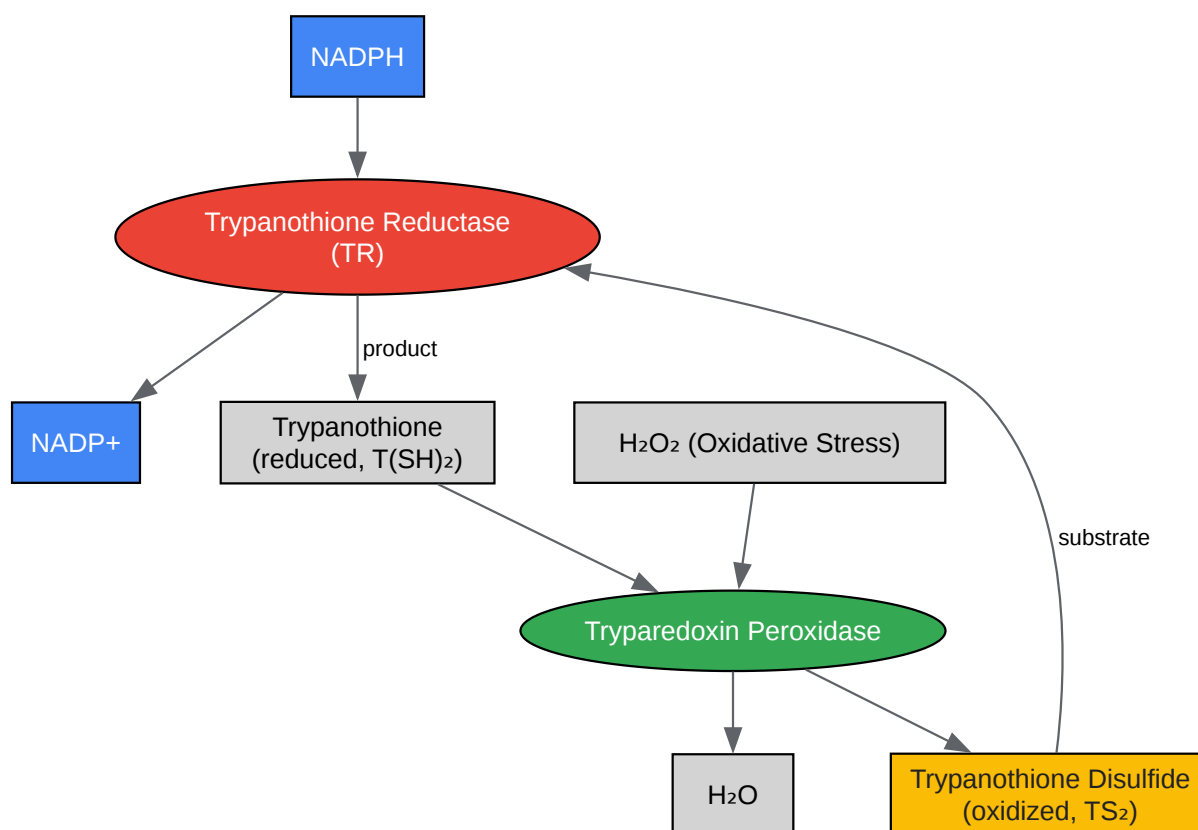 NADPH
Trypanothione Reductase
(TR)
product
NADP+
Trypanothione
(reduced, T(SH)₂)
H₂O₂ (Oxidative Stress)
substrate
Tryparedoxin Peroxidase
H₂O
Trypanothione Disulfide
(oxidized, TS₂)